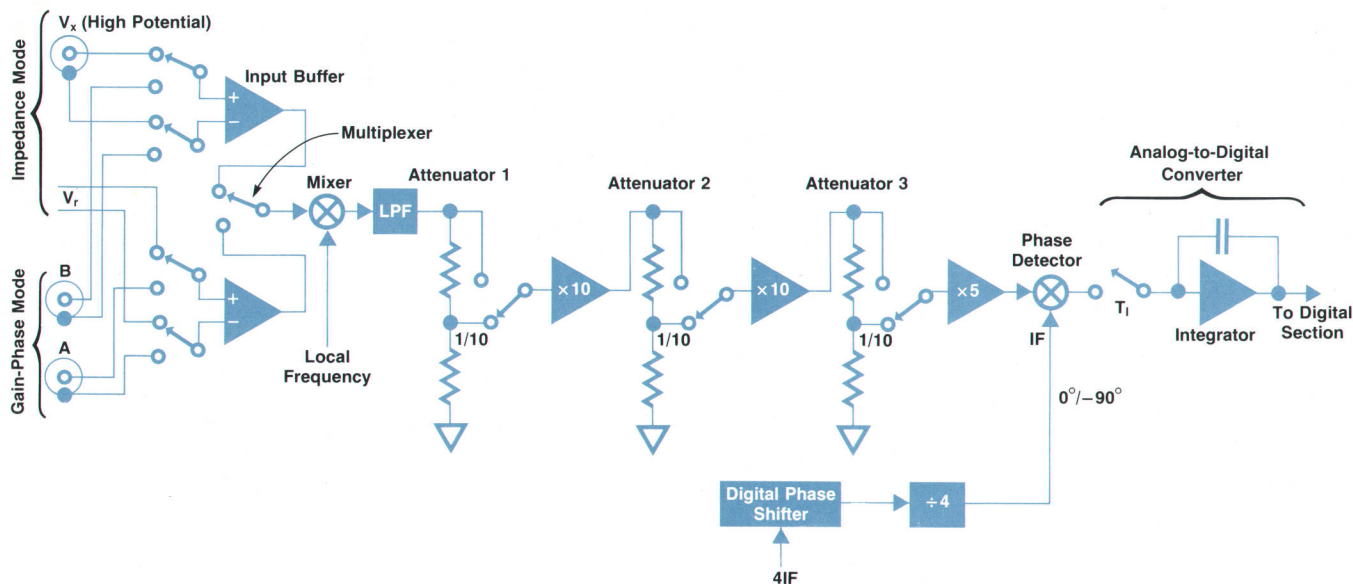 Impedance Mode
Vx (High Potential)
Input Buffer
+
−
Multiplexer
Vr
Mixer
LPF
Attenuator 1
Attenuator 2
Attenuator 3
Analog-to-Digital
Converter
Gain-Phase Mode
B
A
+
−
Local
Frequency
1/10
×10
1/10
×10
1/10
×5
Phase
Detector
IF
TI
Integrator
To Digital
Section
0°/−90°
Digital Phase
Shifter
÷4
4IF